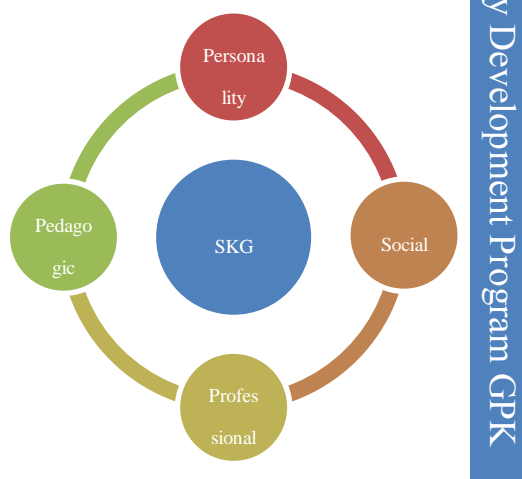 Persona
lity
Pedago
gic
SKG
Social
Profes
sional
y Development Program GPK